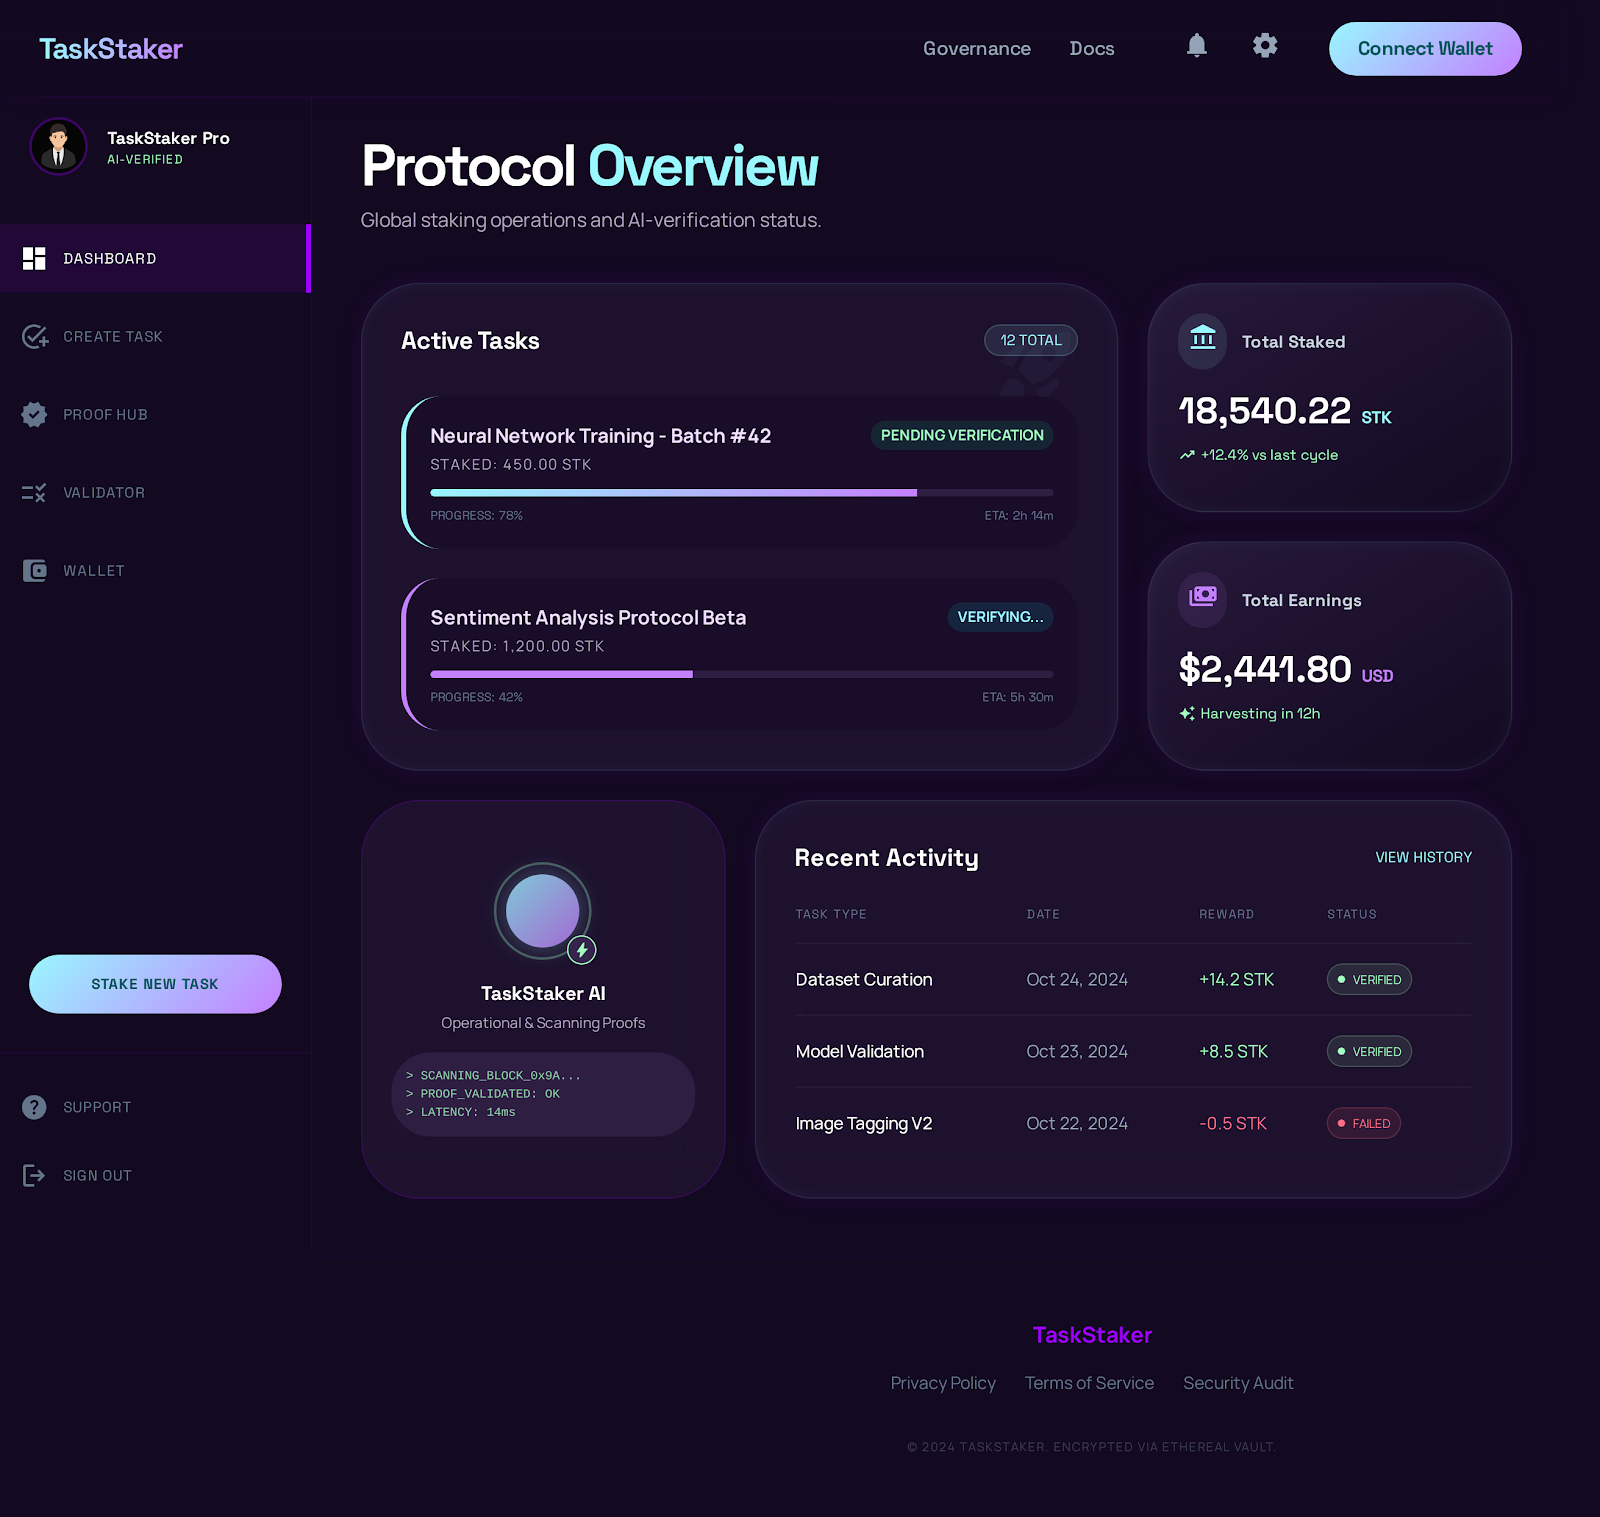 TaskStaker
Governance
Docs
Connect Wallet
TaskStaker Pro
AI-VERIFIED
DASHBOARD
CREATE TASK
PROOF HUB
VALIDATOR
WALLET
STAKE NEW TASK
SUPPORT
SIGN OUT
Protocol Overview
Global staking operations and AI-verification status.
Active Tasks
12 TOTAL
Neural Network Training - Batch #42
PENDING VERIFICATION
STAKED: 450.00 STK
PROGRESS: 78%
ETA: 2h 14m
Sentiment Analysis Protocol Beta
VERIFYING...
STAKED: 1,200.00 STK
PROGRESS: 42%
ETA: 5h 30m
Total Staked
18,540.22 STK
+12.4% vs last cycle
Total Earnings
$2,441.80 USD
Harvesting in 12h
TaskStaker AI
Operational & Scanning Proofs
> SCANNING_BLOCK_0x9A...
> PROOF_VALIDATED: OK
> LATENCY: 14ms
Recent Activity
VIEW HISTORY
TASK TYPE DATE REWARD STATUS
Dataset Curation Oct 24, 2024 +14.2 STK VERIFIED
Model Validation Oct 23, 2024 +8.5 STK VERIFIED
Image Tagging V2 Oct 22, 2024 -0.5 STK FAILED
TaskStaker
Privacy Policy Terms of Service Security Audit
© 2024 TASKSTAKER. ENCRYPTED VIA ETHEREAL VAULT.